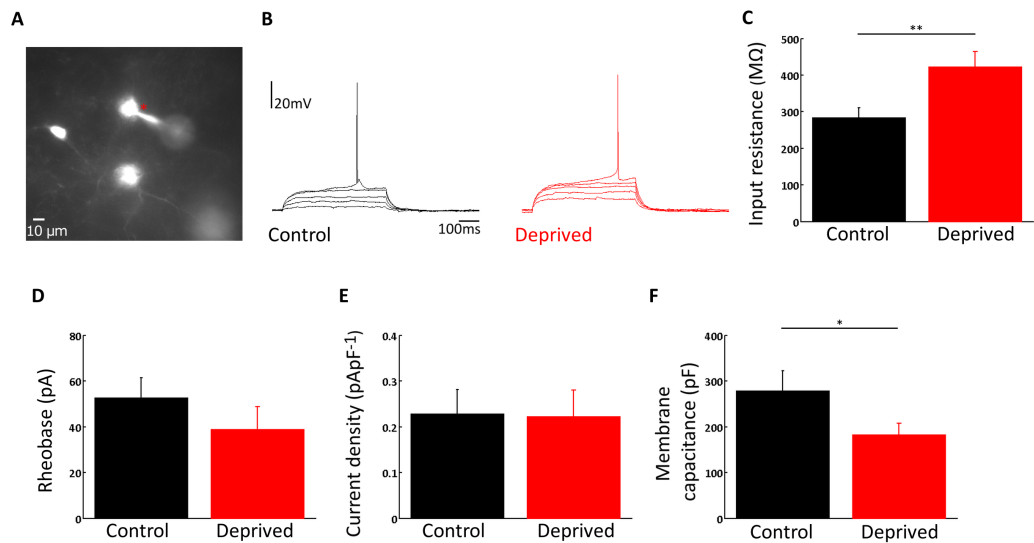 A
10 µm
B
20mV
Control
100ms
Deprived
C
Input resistance (MΩ)
500
400
300
200
100
0
**
Control
Deprived
D
Rheobase (pA)
80
60
40
20
0
Control
Deprived
E
Current density (pApF⁻¹)
0.4
0.3
0.2
0.1
0
Control
Deprived
F
Membrane
capacitance (pF)
400
300
200
100
0
*
Control
Deprived